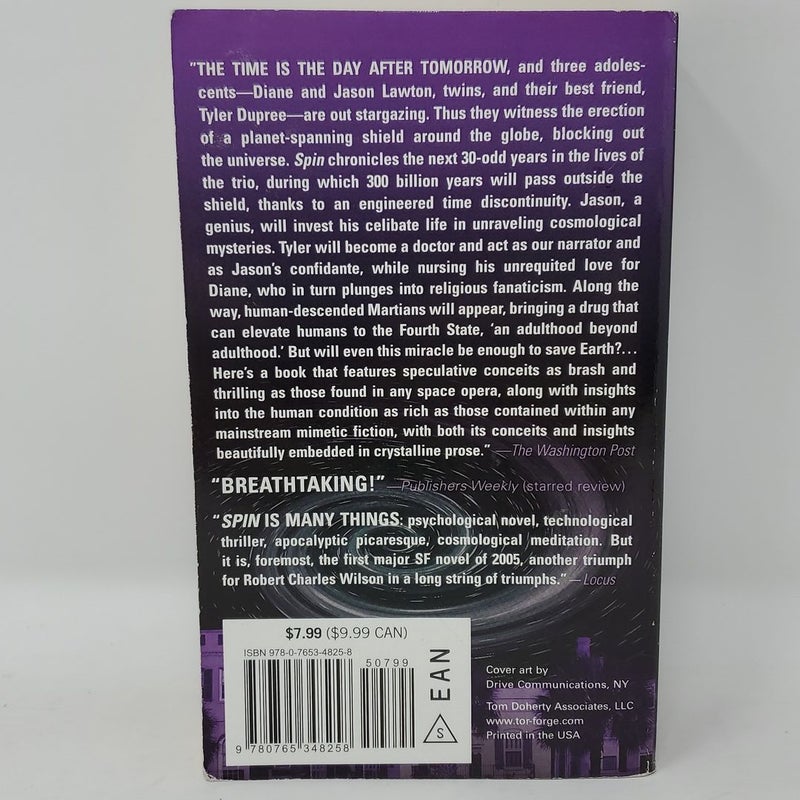 "THE TIME IS THE DAY AFTER TOMORROW, and three adoles-
cents—Diane and Jason Lawton, twins, and their best friend,
Tyler Dupree—are out stargazing. Thus they witness the erection
of a planet-spanning shield around the globe, blocking out
the universe. Spin chronicles the next 30-odd years in the lives of
the trio, during which 300 billion years will pass outside the
shield, thanks to an engineered time discontinuity. Jason, a
genius, will invest his celibate life in unraveling cosmological
mysteries. Tyler will become a doctor and act as our narrator and
as Jason's confidante, while nursing his unrequited love for
Diane, who in turn plunges into religious fanaticism. Along the
way, human-descended Martians will appear, bringing a drug that
can elevate humans to the Fourth State, 'an adulthood beyond
adulthood.' But will even this miracle be enough to save Earth?...
Here's a book that features speculative conceits as brash and
thrilling as those found in any space opera, along with insights
into the human condition as rich as those contained within any
mainstream mimetic fiction, with both its conceits and insights
beautifully embedded in crystalline prose." —The Washington Post
"BREATHTAKING!" —Publishers Weekly (starred review)
"SPIN IS MANY THINGS: psychological novel, technological
thriller, apocalyptic picaresque, cosmological meditation. But
it is, foremost, the first major SF novel of 2005, another triumph
for Robert Charles Wilson in a long string of triumphs." —Locus
$7.99 ($9.99 CAN)
ISBN 978-0-7653-4825-8
50799
9 780765 348258
EAN
S
Cover art by
Drive Communications, NY
Tom Doherty Associates, LLC
www.tor-forge.com
Printed in the USA